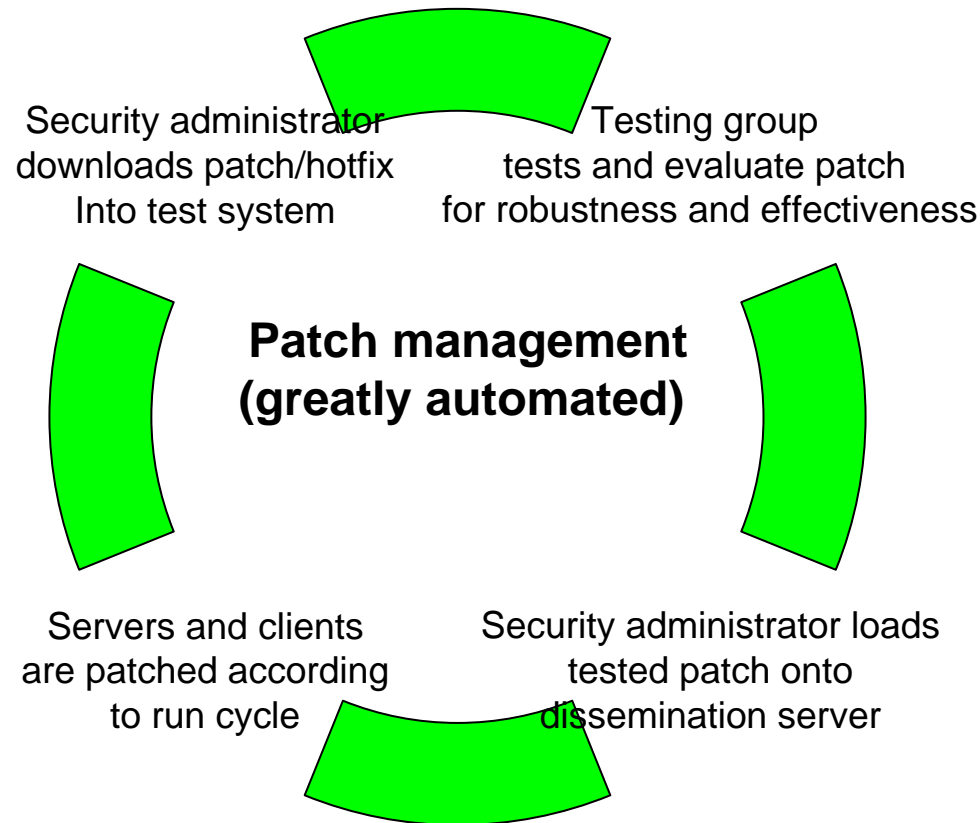 Security administrator
downloads patch/hotfix
Into test system
Testing group
tests and evaluate patch
for robustness and effectiveness
Patch management
(greatly automated)
Servers and clients
are patched according
to run cycle
Security administrator loads
tested patch onto
dissemination server